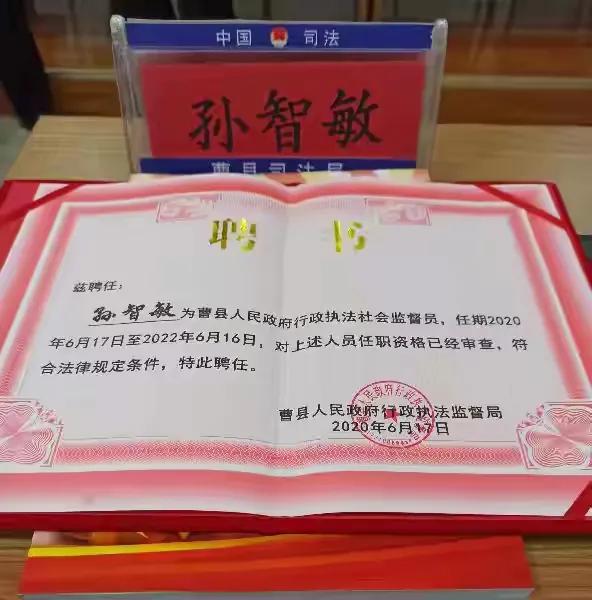 中国 司法
孙智敏
曹县司法局
聘 书
兹聘任：
孙智敏为曹县人民政府行政执法社会监督员，任期2020
年6月17日至2022年6月16日，对上述人员任职资格已经审查，符
合法律规定条件，特此聘任。
曹县人民政府行政执法监督局
2020年6月17日